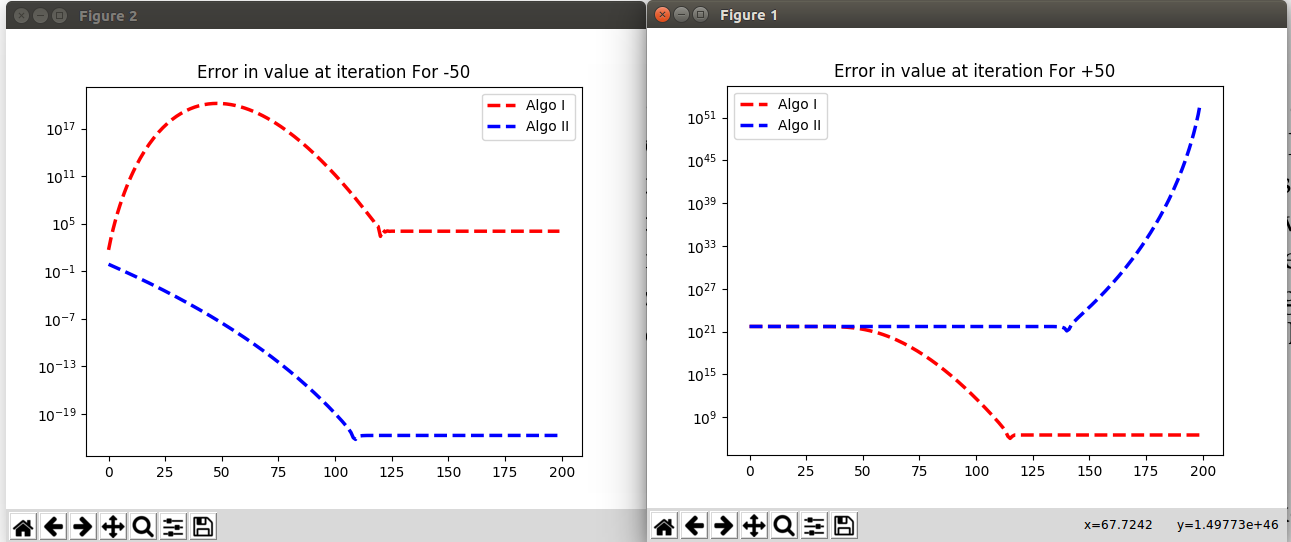 Figure 2
Error in value at iteration For -50
Algo I
Algo II
10^17
10^11
10^5
10^-1
10^-7
10^-13
10^-19
0 25 50 75 100 125 150 175 200
Figure 1
Error in value at iteration For +50
Algo I
Algo II
10^51
10^45
10^39
10^33
10^27
10^21
10^15
10^9
0 25 50 75 100 125 150 175 200
x=67.7242 y=1.49773e+46